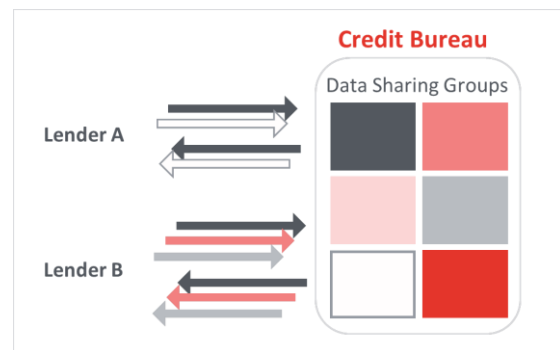 Credit Bureau
Data Sharing Groups
Lender A
Lender B